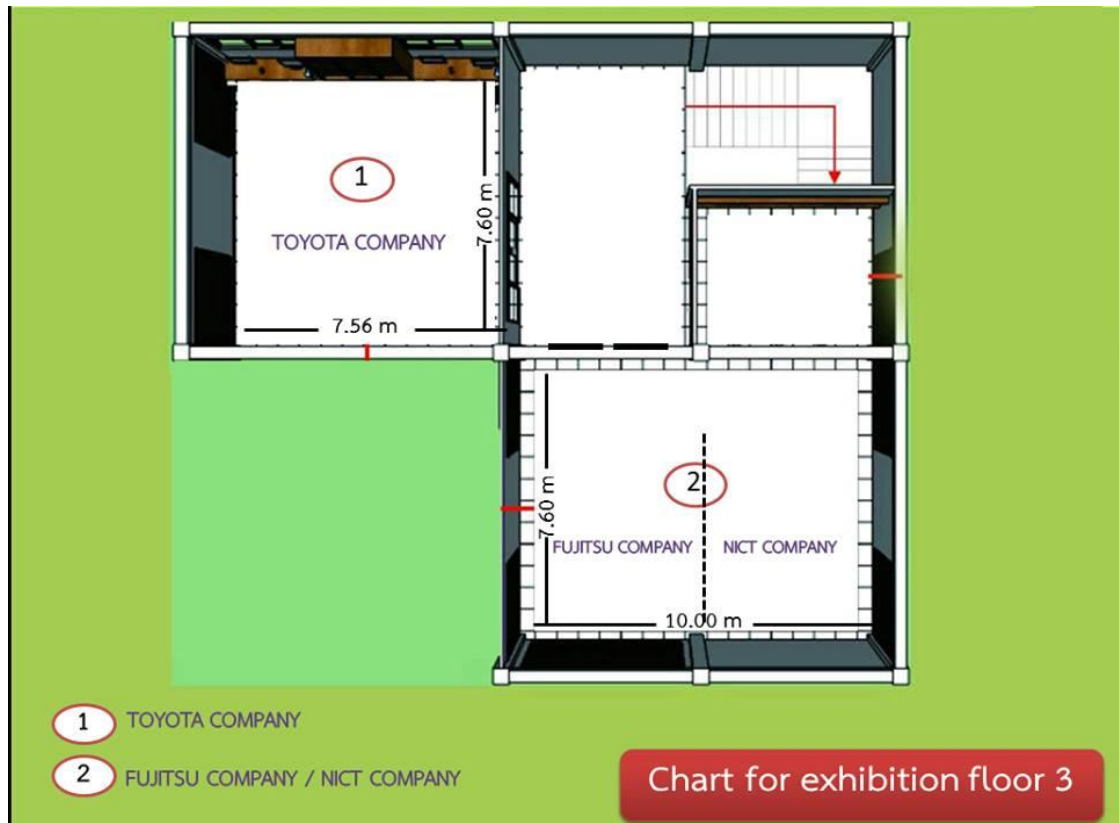 1
TOYOTA COMPANY
7.60 m
7.56 m
2
7.60 m
FUJITSU COMPANY
NICT COMPANY
10.00 m
1 TOYOTA COMPANY
2 FUJITSU COMPANY / NICT COMPANY
Chart for exhibition floor 3